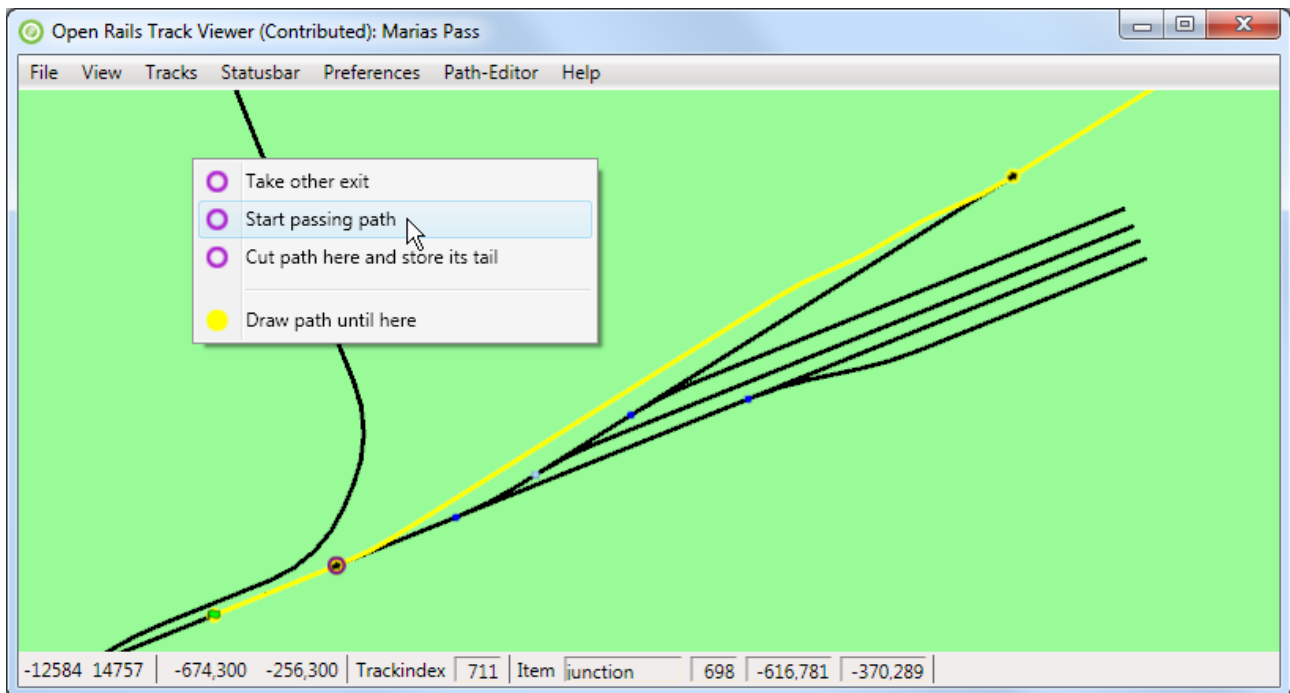 Open Rails Track Viewer (Contributed): Marias Pass
File View Tracks Statusbar Preferences Path-Editor Help
Take other exit
Start passing path
Cut path here and store its tail
Draw path until here
-12584 14757 -674,300 -256,300 Trackindex 711 Item junction 698 -616,781 -370,289